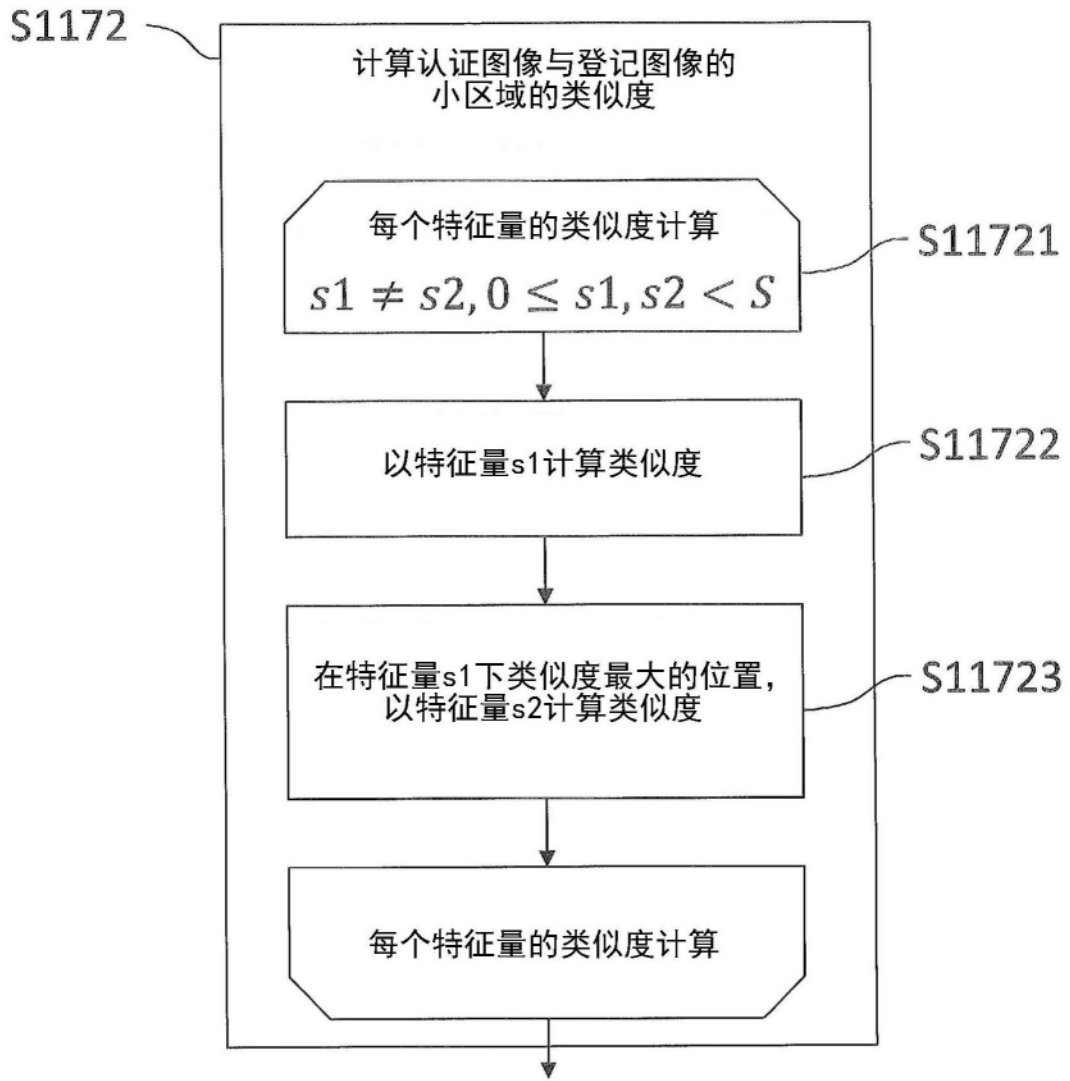 S1172
计算认证图像与登记图像的
小区域的类似度
每个特征量的类似度计算
s1 ≠ s2, 0 ≤ s1, s2 < S
S11721
以特征量s1计算类似度
S11722
在特征量s1下类似度最大的位置，
以特征量s2计算类似度
S11723
每个特征量的类似度计算